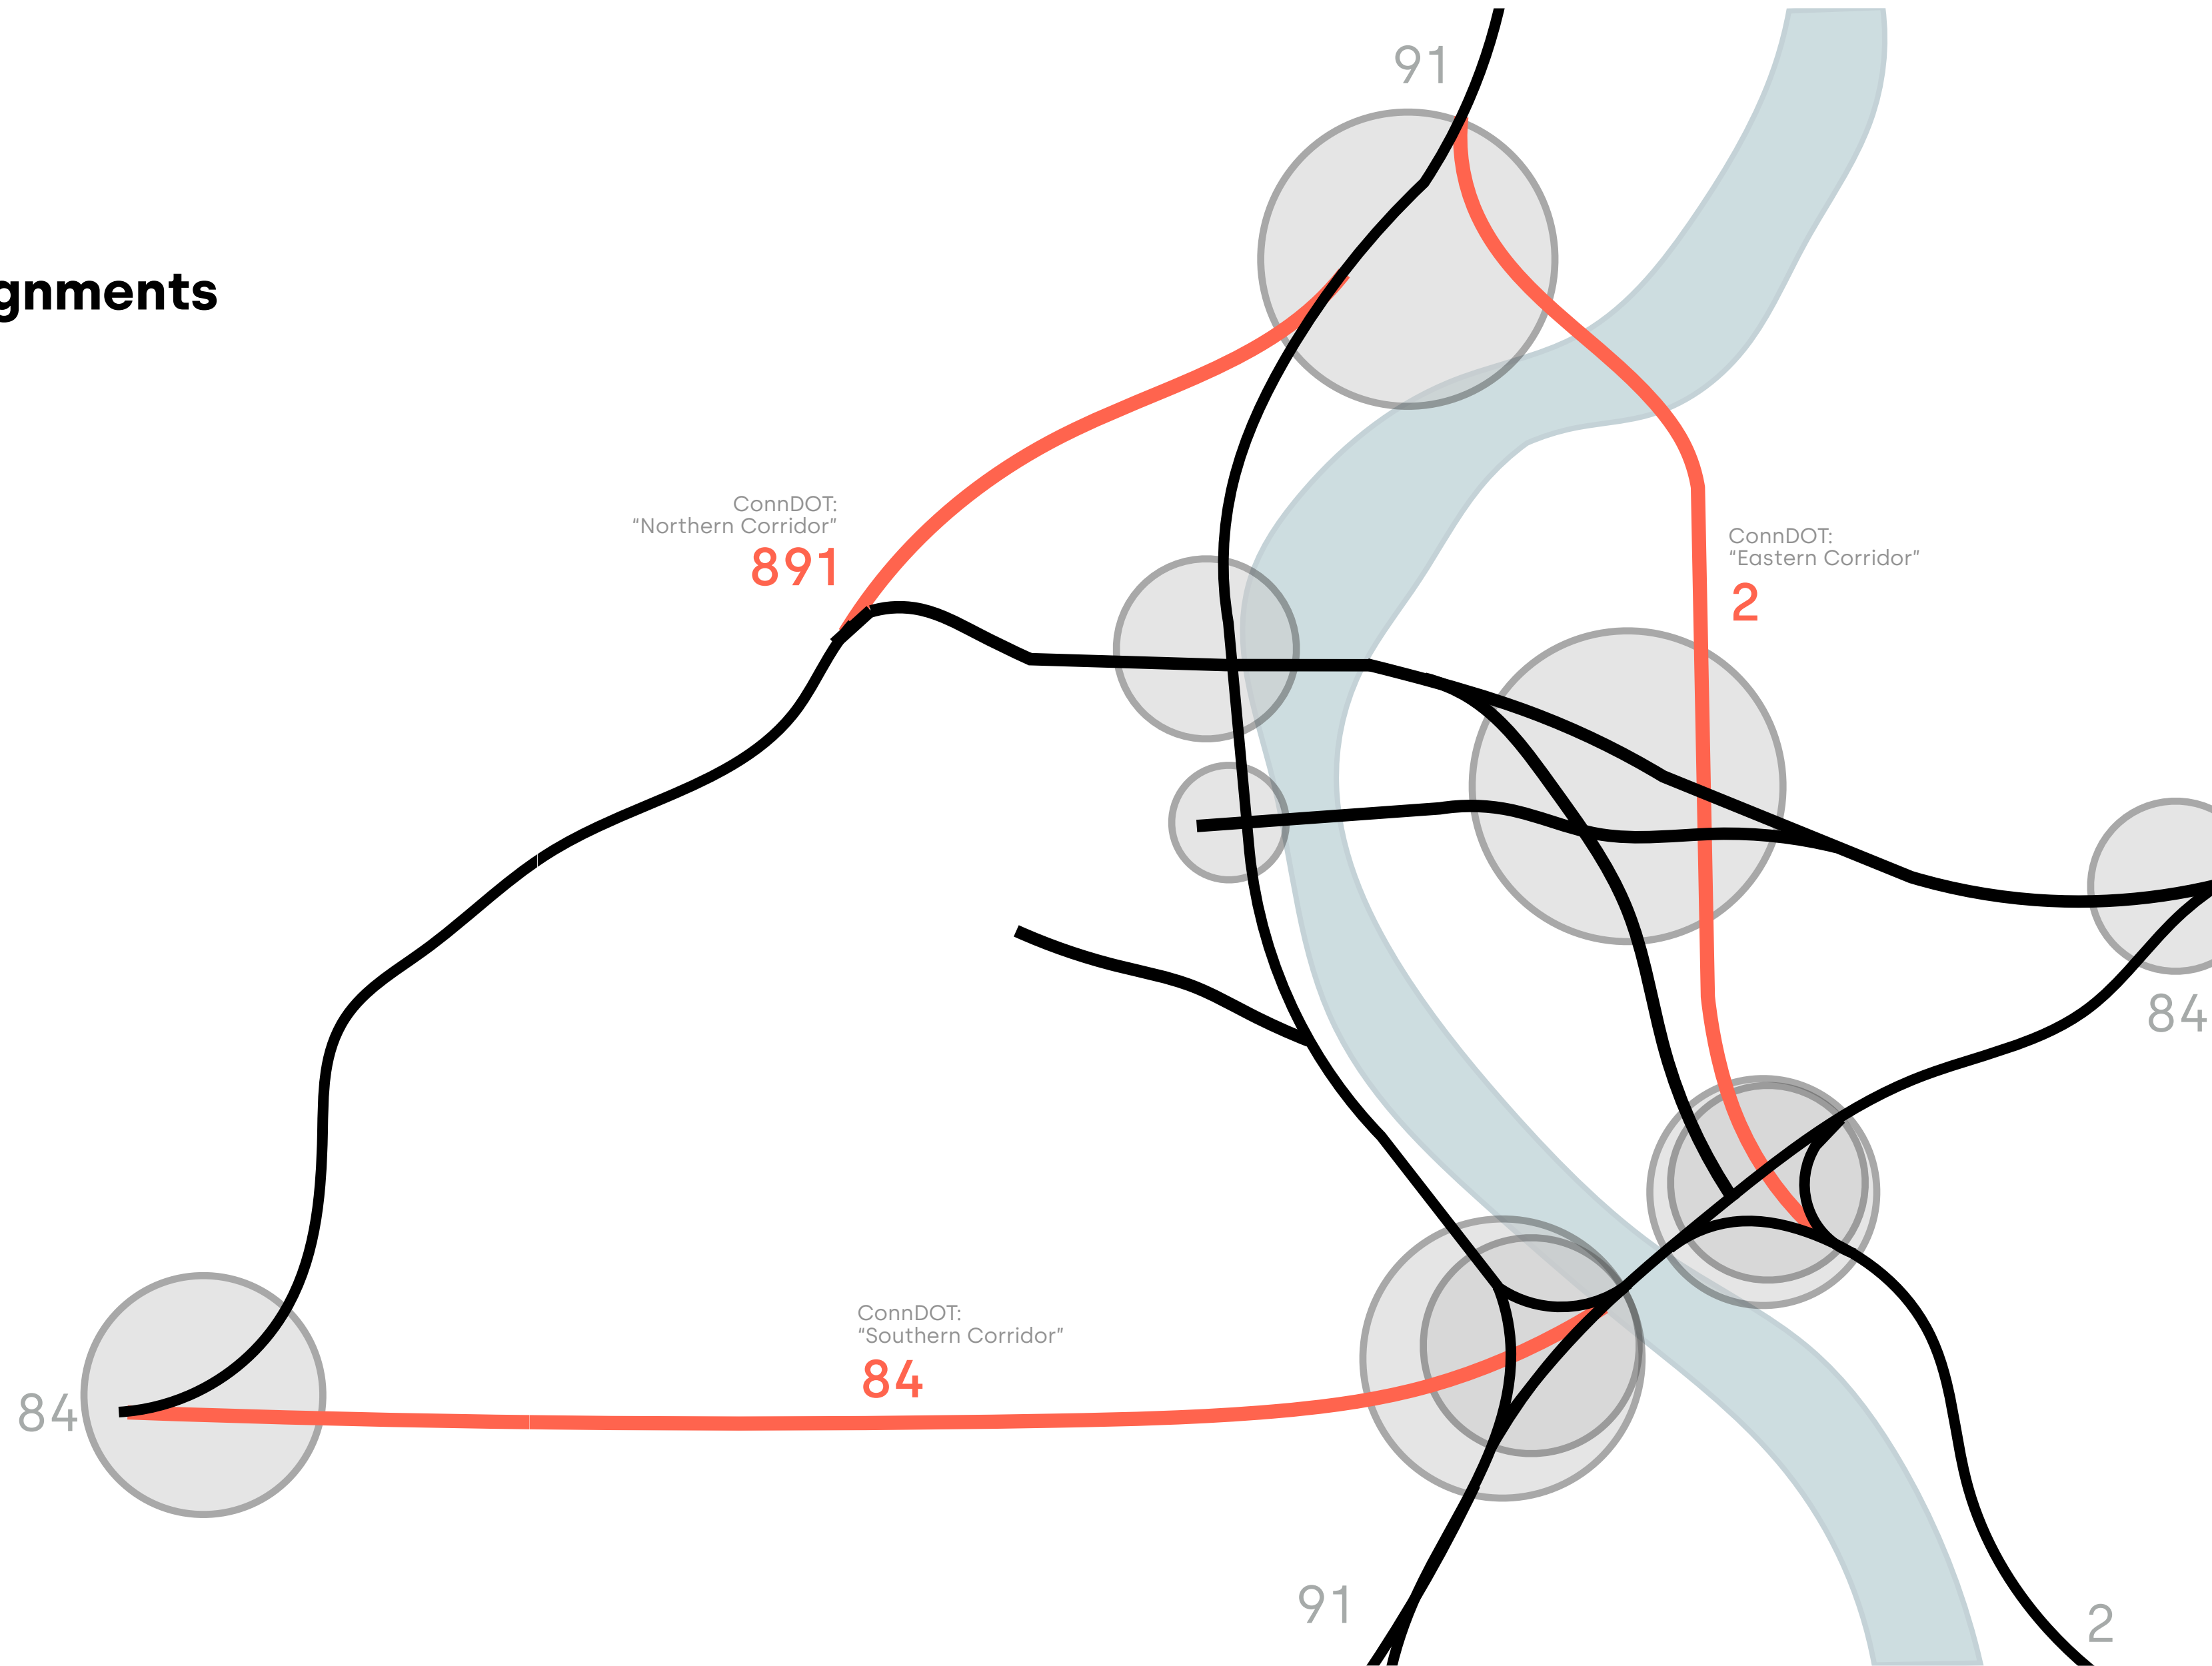 91
gnments
ConnDOT:
“Northern Corridor”
891
ConnDOT:
“Eastern Corridor”
2
84
ConnDOT:
“Southern Corridor”
84
84
91
2